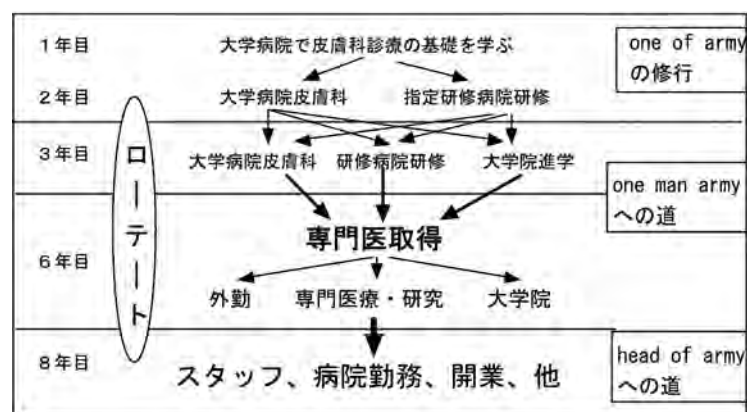 1年目
大学病院で皮膚科診療の基礎を学ぶ
one of army
の修行
2年目
大学病院皮膚科
指定研修病院研修
ローテート
3年目
大学病院皮膚科
研修病院研修
大学院進学
one man army
への道
専門医取得
6年目
外勤
専門医療・研究
大学院
8年目
スタッフ、病院勤務、開業、他
head of army
への道